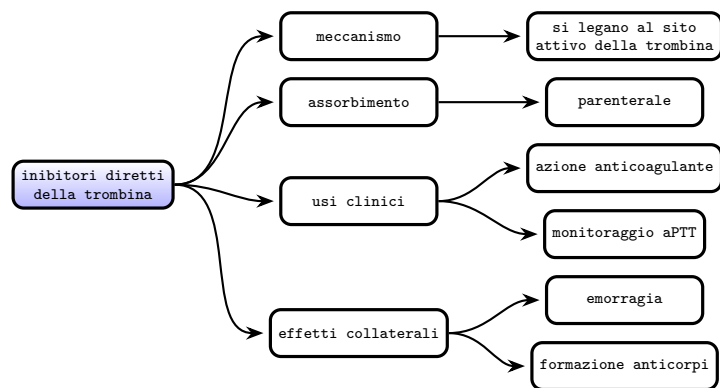 inibitori diretti
della trombina
meccanismo
si legano al sito
attivo della trombina
assorbimento
parenterale
usi clinici
azione anticoagulante
monitoraggio aPTT
effetti collaterali
emorragia
formazione anticorpi